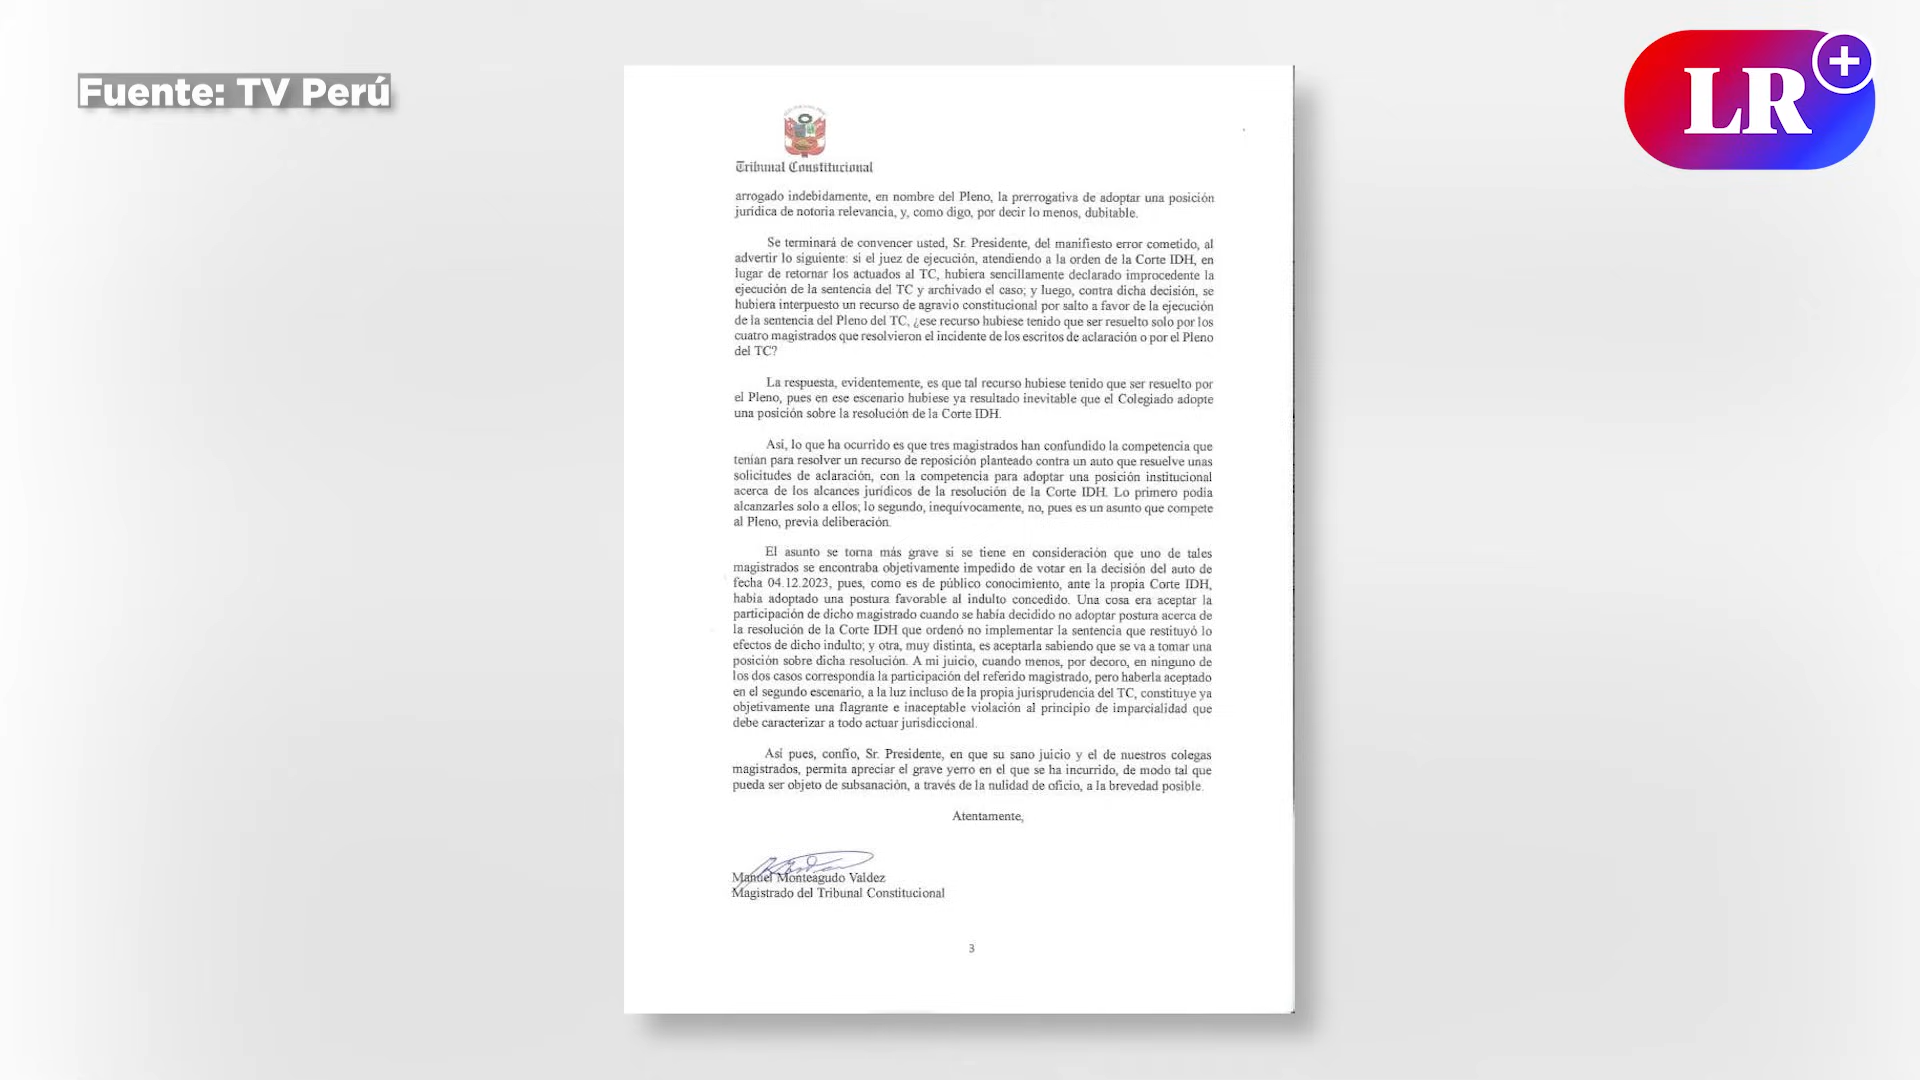 Fuente: TV Perú
LR+
Tribunal Constitucional
arrogado indebidamente, en nombre del Pleno, la prerrogativa de adoptar una posición
jurídica de notoria relevancia, y, como digo, por decir lo menos, dubitable.
Se terminará de convencer usted, Sr. Presidente, del manifiesto error cometido, al
advertir lo siguiente: si el juez de ejecución, atendiendo a la orden de la Corte IDH, en
lugar de retornar los actuados al TC, hubiera sencillamente declarado improcedente la
ejecución de la sentencia del TC y archivado el caso; y luego, contra dicha decisión, se
hubiera interpuesto un recurso de agravio constitucional por salto a favor de la ejecución
de la sentencia del Pleno del TC, ¿ese recurso hubiese tenido que ser resuelto solo por los
cuatro magistrados que resolvieron el incidente de los escritos de aclaración o por el Pleno
del TC?
La respuesta, evidentemente, es que tal recurso hubiese tenido que ser resuelto por
el Pleno, pues en ese escenario hubiese ya resultado inevitable que el Colegiado adopte
una posición sobre la resolución de la Corte IDH.
Así, lo que ha ocurrido es que tres magistrados han confundido la competencia que
tenían para resolver un recurso de reposición planteado contra un auto que resuelve unas
solicitudes de aclaración, con la competencia para adoptar una posición institucional
acerca de los alcances jurídicos de la resolución de la Corte IDH. Lo primero podía
alcanzarles solo a ellos; lo segundo, inequívocamente, no, pues es un asunto que compete
al Pleno, previa deliberación.
El asunto se torna más grave si se tiene en consideración que uno de tales
magistrados se encontraba objetivamente impedido de votar en la decisión del auto de
fecha 04.12.2023, pues, como es de público conocimiento, ante la propia Corte IDH,
había adoptado una postura favorable al indulto concedido. Una cosa era aceptar la
participación de dicho magistrado cuando se había decidido no adoptar postura acerca de
la resolución de la Corte IDH que ordenó no implementar la sentencia que restituyó lo
efectos de dicho indulto; y otra, muy distinta, es aceptarla sabiendo que se va a tomar una
posición sobre dicha resolución. A mi juicio, cuando menos, por decoro, en ninguno de
los dos casos correspondía la participación del referido magistrado, pero haberla aceptado
en el segundo escenario, a la luz incluso de la propia jurisprudencia del TC, constituye ya
objetivamente una flagrante e inaceptable violación al principio de imparcialidad que
debe caracterizar a todo actuar jurisdiccional.
Así pues, confío, Sr. Presidente, en que su sano juicio y el de nuestros colegas
magistrados, permita apreciar el grave yerro en el que se ha incurrido, de modo tal que
pueda ser objeto de subsanación, a través de la nulidad de oficio, a la brevedad posible.
Atentamente,
Manuel Monteagudo Valdez
Magistrado del Tribunal Constitucional
3